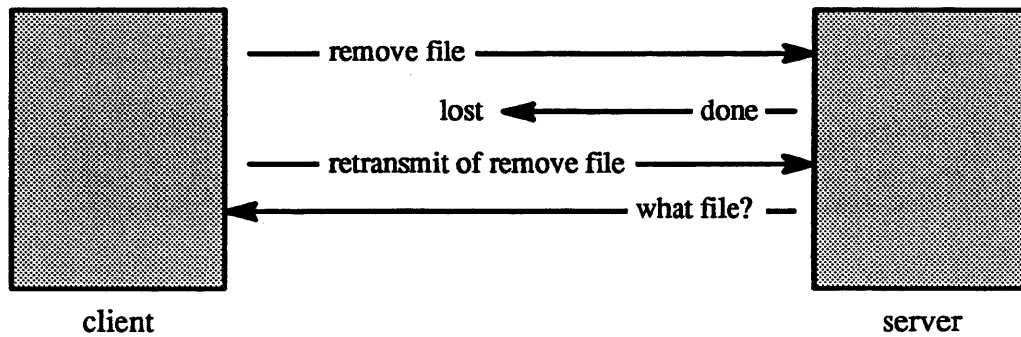 remove file
lost done
retransmit of remove file
what file?
client server